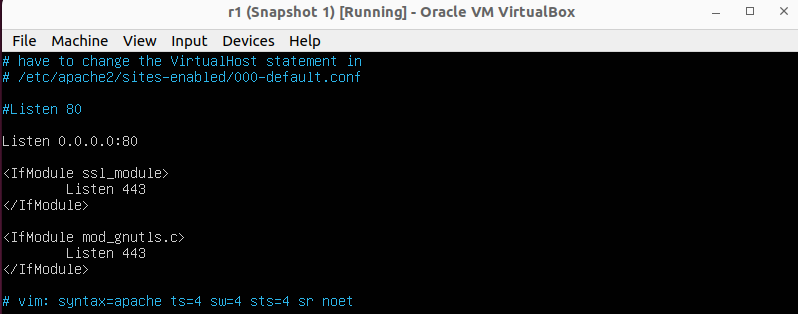 r1 (Snapshot 1) [Running] - Oracle VM VirtualBox
File Machine View Input Devices Help
# have to change the VirtualHost statement in
# /etc/apache2/sites-enabled/000-default.conf
#Listen 80
Listen 0.0.0.0:80
<IfModule ssl_module>
Listen 443
</IfModule>
<IfModule mod_gnutls.c>
Listen 443
</IfModule>
# vim: syntax=apache ts=4 sw=4 sts=4 sr noet